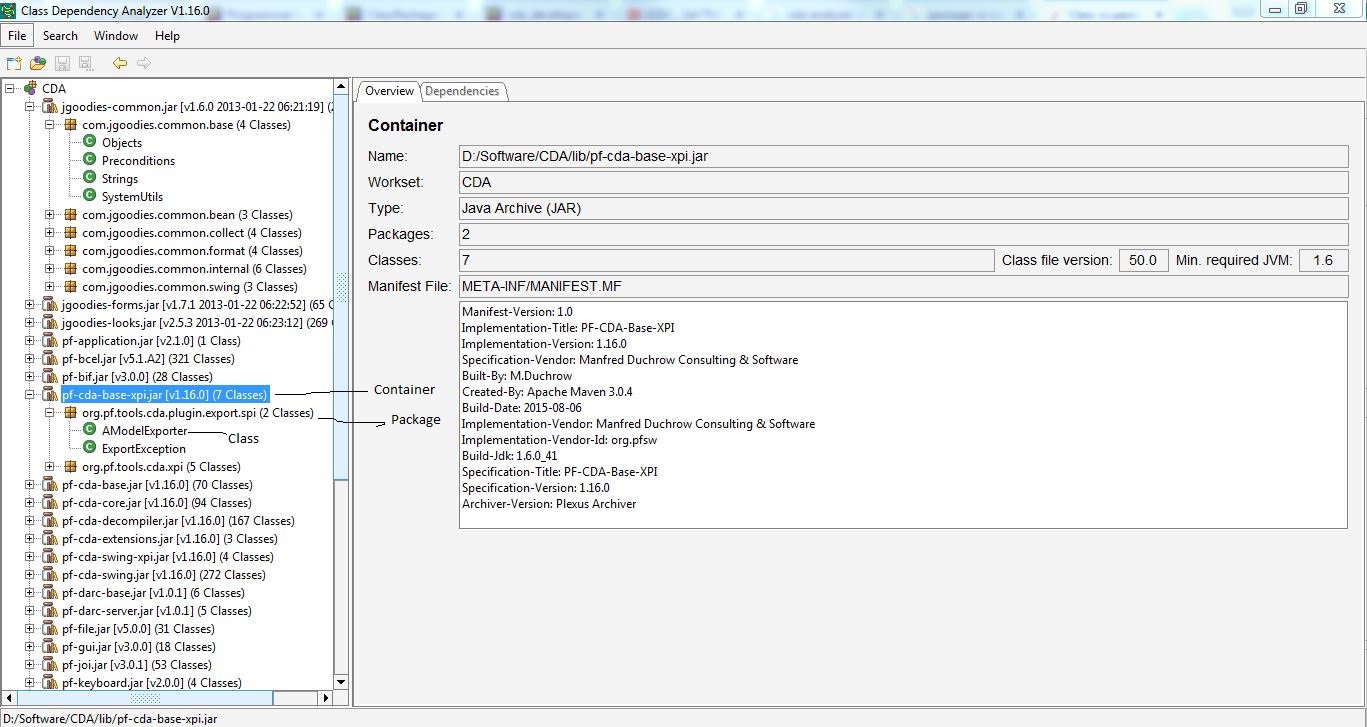 Class Dependency Analyzer V1.16.0
File Search Window Help
CDA
jgoodies-common.jar [v1.6.0 2013-01-22 06:21:19] (2
com.jgoodies.common.base (4 Classes)
Objects
Preconditions
Strings
SystemUtils
com.jgoodies.common.bean (3 Classes)
com.jgoodies.common.collect (4 Classes)
com.jgoodies.common.format (4 Classes)
com.jgoodies.common.internal (6 Classes)
com.jgoodies.common.swing (3 Classes)
jgoodies-forms.jar [v1.7.1 2013-01-22 06:22:52] (65 C
jgoodies-looks.jar [v2.5.3 2013-01-22 06:23:12] (269
pf-application.jar [v2.1.0] (1 Class)
pf-bcel.jar [v5.1.A2] (321 Classes)
pf-bif.jar [v3.0.0] (28 Classes)
pf-cda-base-xpi.jar [v1.16.0] (7 Classes)
org.pf.tools.cda.plugin.export.spi (2 Classes)
AModelExporter
ExportException
org.pf.tools.cda.xpi (5 Classes)
pf-cda-base.jar [v1.16.0] (70 Classes)
pf-cda-core.jar [v1.16.0] (94 Classes)
pf-cda-decompiler.jar [v1.16.0] (167 Classes)
pf-cda-extensions.jar [v1.16.0] (3 Classes)
pf-cda-swing-xpi.jar [v1.16.0] (4 Classes)
pf-cda-swing.jar [v1.16.0] (272 Classes)
pf-darc-base.jar [v1.0.1] (6 Classes)
pf-darc-server.jar [v1.0.1] (5 Classes)
pf-file.jar [v5.0.0] (31 Classes)
pf-gui.jar [v3.0.0] (18 Classes)
pf-joi.jar [v3.0.1] (53 Classes)
pf-keyboard.jar [v2.0.0] (4 Classes)
Container
Package
Class
Overview Dependencies
Container
Name: D:/Software/CDA/lib/pf-cda-base-xpi.jar
Workset: CDA
Type: Java Archive (JAR)
Packages: 2
Classes: 7 Class file version: 50.0 Min. required JVM: 1.6
Manifest File: META-INF/MANIFEST.MF
Manifest-Version: 1.0
Implementation-Title: PF-CDA-Base-XPI
Implementation-Version: 1.16.0
Specification-Vendor: Manfred Duchrow Consulting & Software
Built-By: M.Duchrow
Created-By: Apache Maven 3.0.4
Build-Date: 2015-08-06
Implementation-Vendor: Manfred Duchrow Consulting & Software
Implementation-Vendor-Id: org.pfsw
Build-Jdk: 1.6.0_41
Specification-Title: PF-CDA-Base-XPI
Specification-Version: 1.16.0
Archiver-Version: Plexus Archiver
D:/Software/CDA/lib/pf-cda-base-xpi.jar